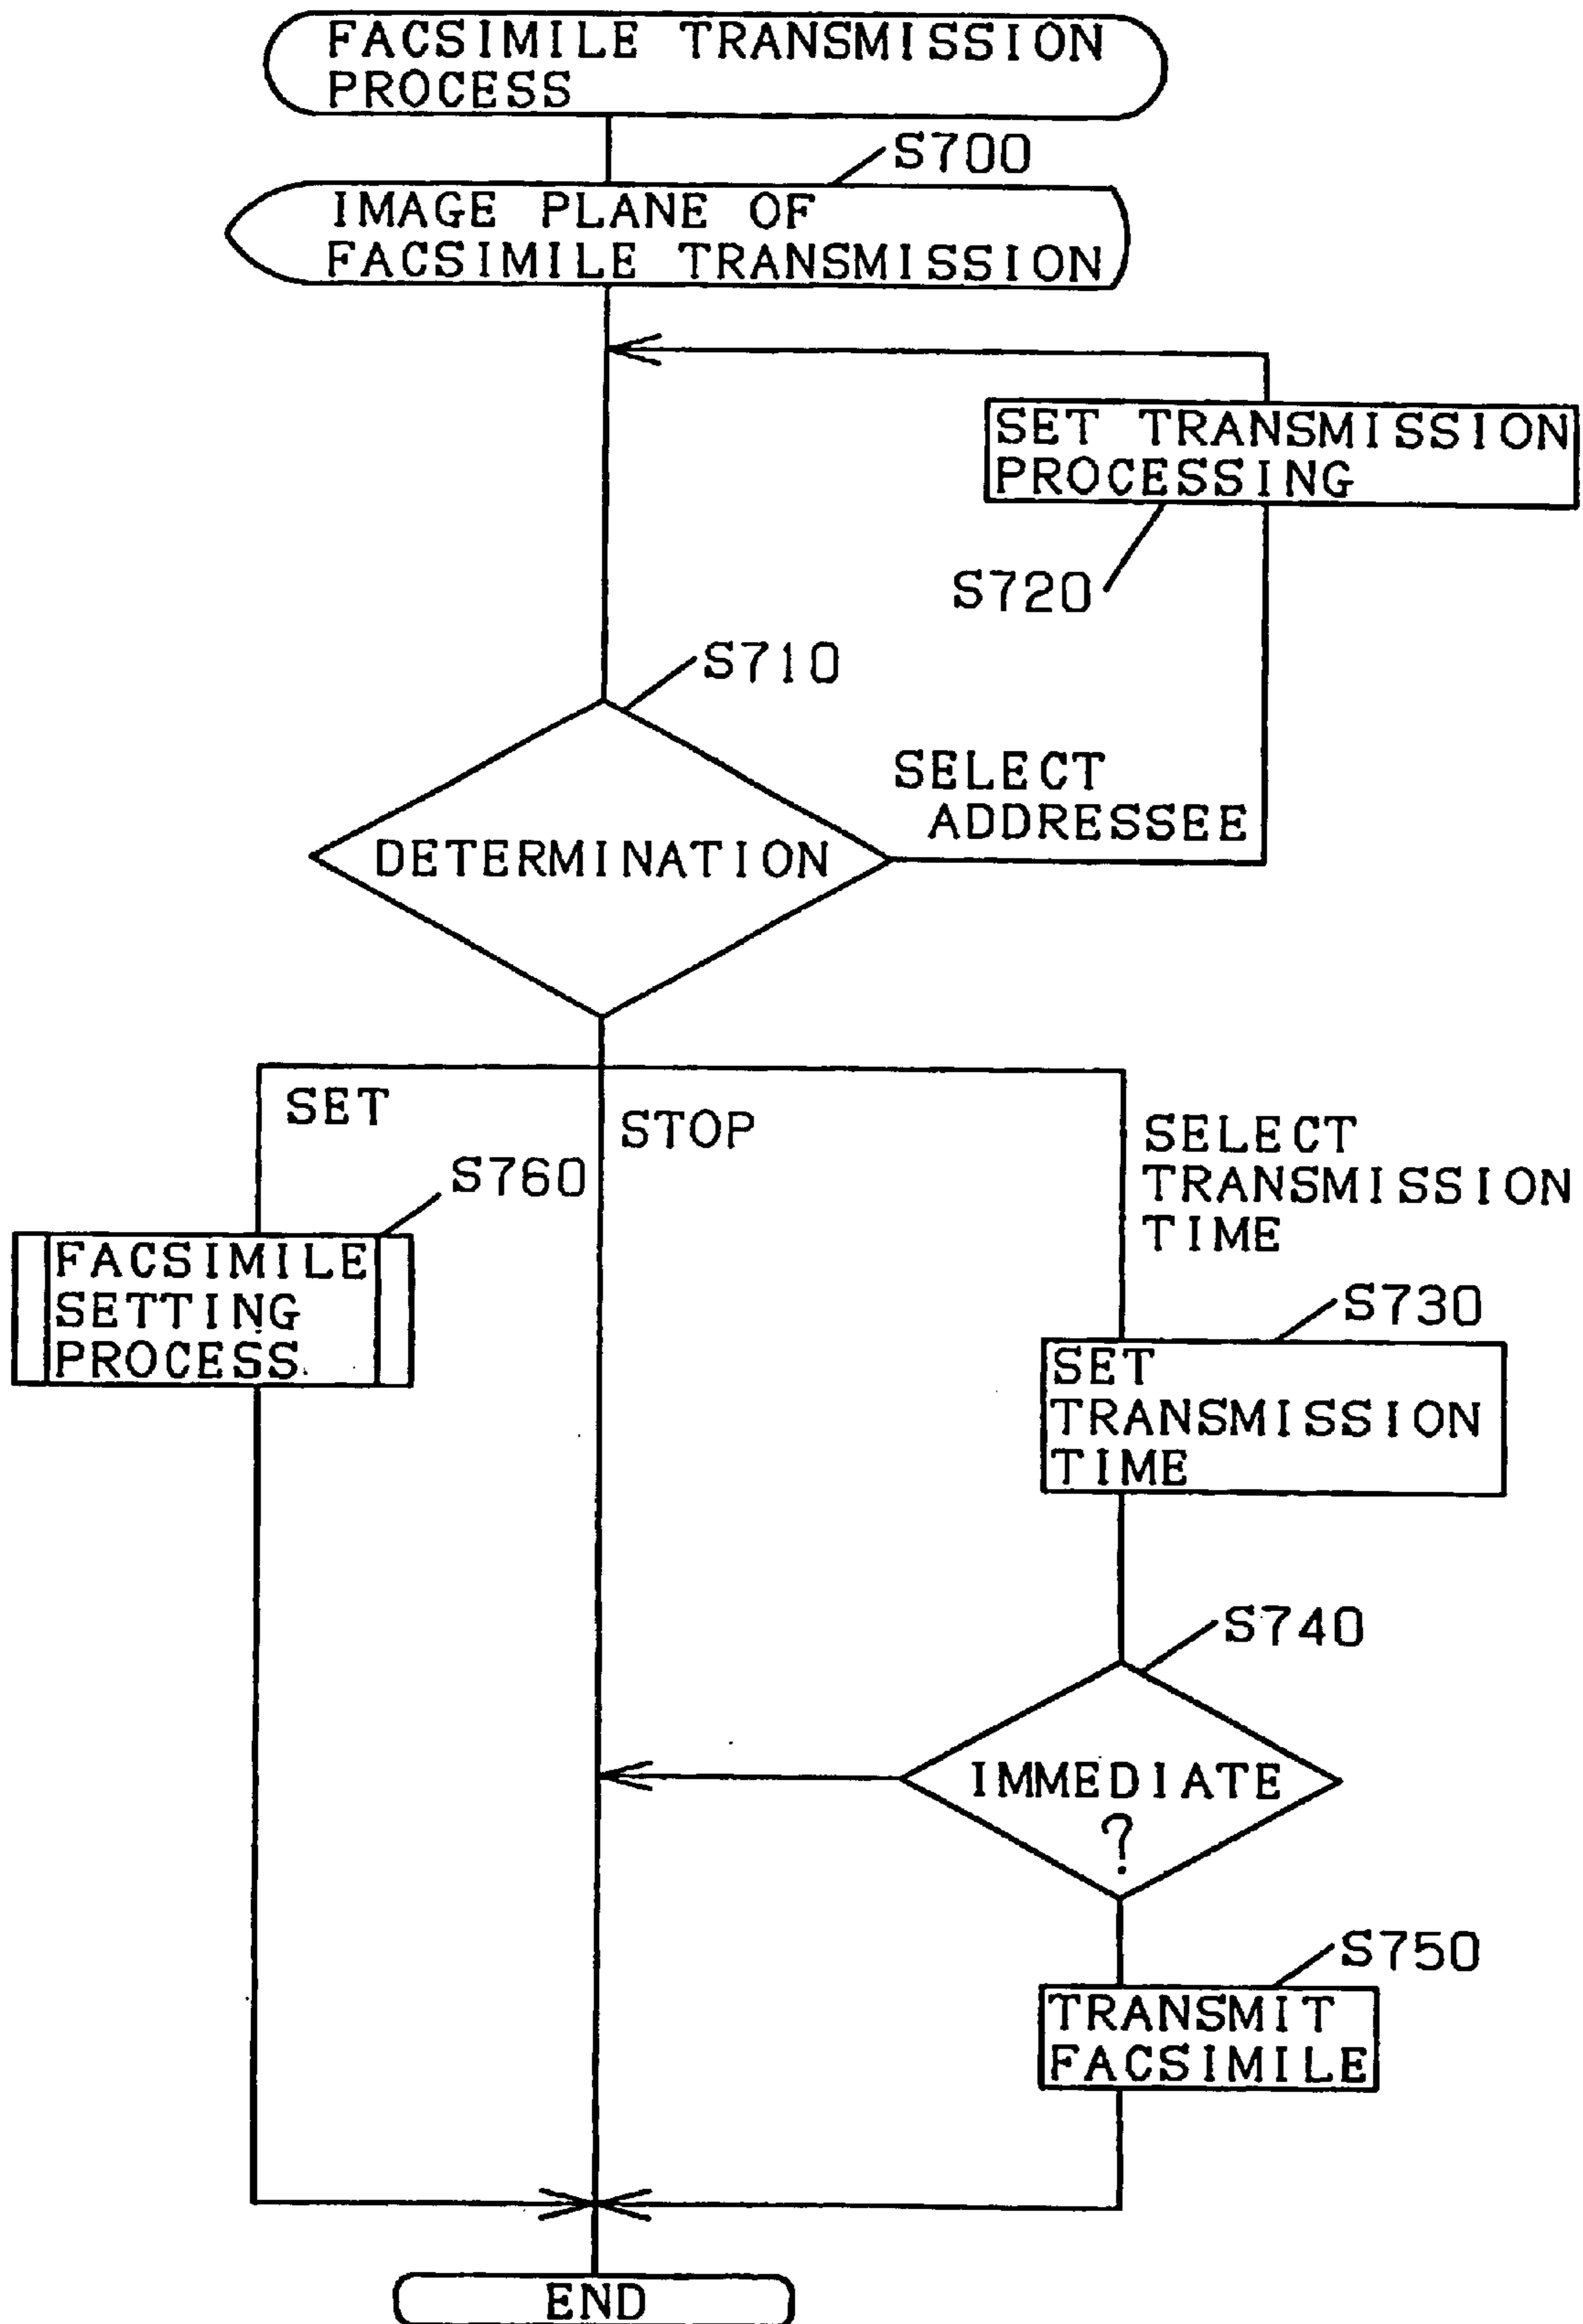 FACSIMILE TRANSMISSION
PROCESS
S700
IMAGE PLANE OF
FACSIMILE TRANSMISSION
SET TRANSMISSION
PROCESSING
S720
S710
SELECT
ADDRESSEE
DETERMINATION
SET
STOP
SELECT
TRANSMISSION
TIME
S760
FACSIMILE
SETTING
PROCESS
S730
SET
TRANSMISSION
TIME
S740
IMMEDIATE
?
S750
TRANSMIT
FACSIMILE
END